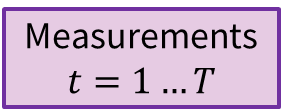 Measurements
t = 1 … T